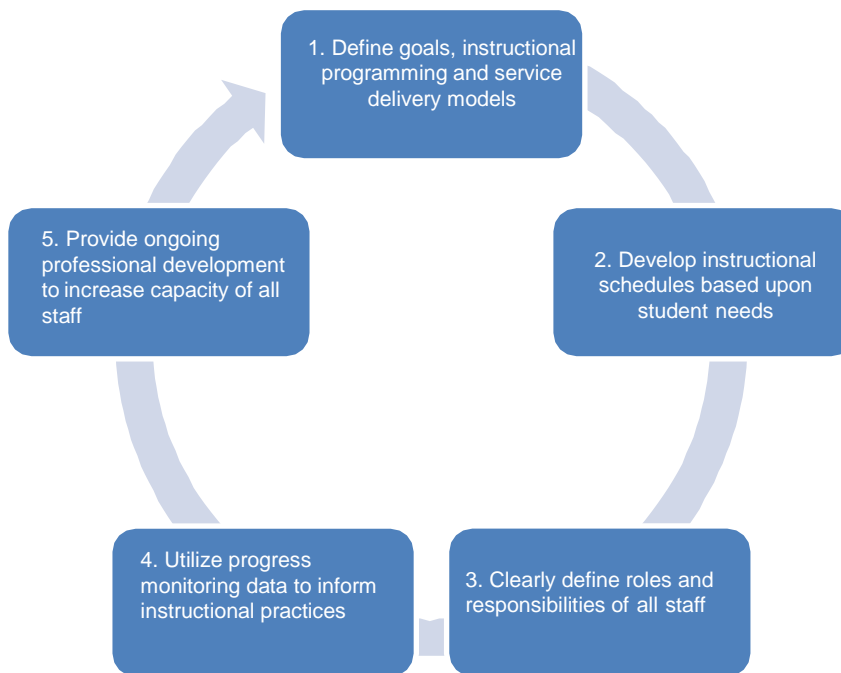 1. Define goals, instructional
programming and service
delivery models
2. Develop instructional
schedules based upon
student needs
3. Clearly define roles and
responsibilities of all staff
4. Utilize progress
monitoring data to inform
instructional practices
5. Provide ongoing
professional development
to increase capacity of all
staff